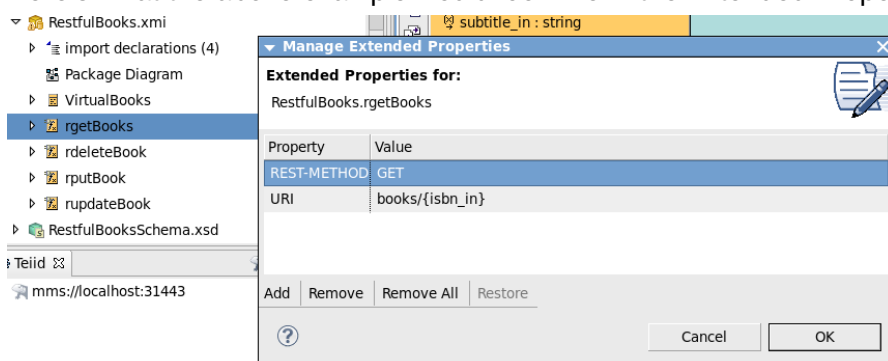 RestfulBooks.xmi
import declarations (4)
Package Diagram
VirtualBooks
rgetBooks
rdeleteBook
rputBook
rupdateBook
RestfulBooksSchema.xsd
Teiid
mms://localhost:31443
subtitle_in : string
Manage Extended Properties
Extended Properties for:
RestfulBooks.rgetBooks
Property Value
REST-METHOD GET
URI books/{isbn_in}
Add Remove Remove All Restore
Cancel OK